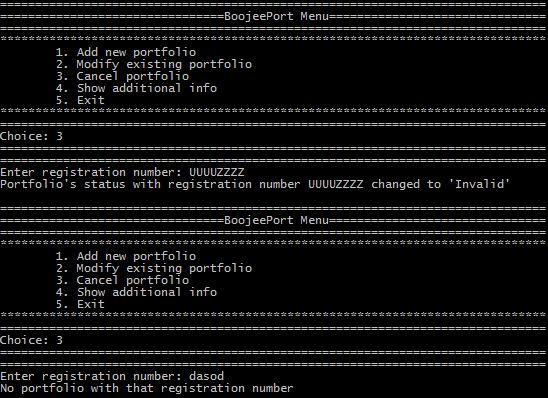 ==============================================================================
================================BoojeePort Menu===============================
==============================================================================
******************************************************************************
        1. Add new portfolio
        2. Modify existing portfolio
        3. Cancel portfolio
        4. Show additional info
        5. Exit
******************************************************************************
==============================================================================
Choice: 3
==============================================================================
==============================================================================
Enter registration number: UUUUZZZZ
Portfolio's status with registration number UUUUZZZZ changed to 'Invalid'
==============================================================================
================================BoojeePort Menu===============================
==============================================================================
******************************************************************************
        1. Add new portfolio
        2. Modify existing portfolio
        3. Cancel portfolio
        4. Show additional info
        5. Exit
******************************************************************************
==============================================================================
Choice: 3
==============================================================================
==============================================================================
Enter registration number: dasod
No portfolio with that registration number